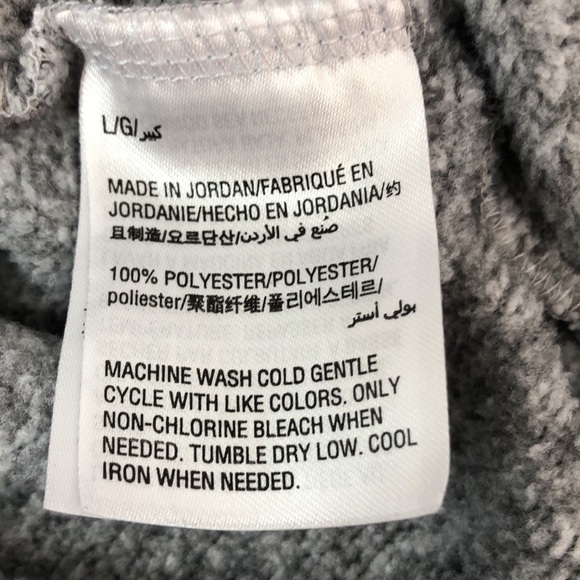 L/G/كبير
MADE IN JORDAN/FABRIQUÉ EN
JORDANIE/HECHO EN JORDANIA/约
旦制造/요르단산/صُنع في الأردن
100% POLYESTER/POLYESTER/
poliester/聚酯纤维/폴리에스테르/
بولي أستر
MACHINE WASH COLD GENTLE
CYCLE WITH LIKE COLORS. ONLY
NON-CHLORINE BLEACH WHEN
NEEDED. TUMBLE DRY LOW. COOL
IRON WHEN NEEDED.